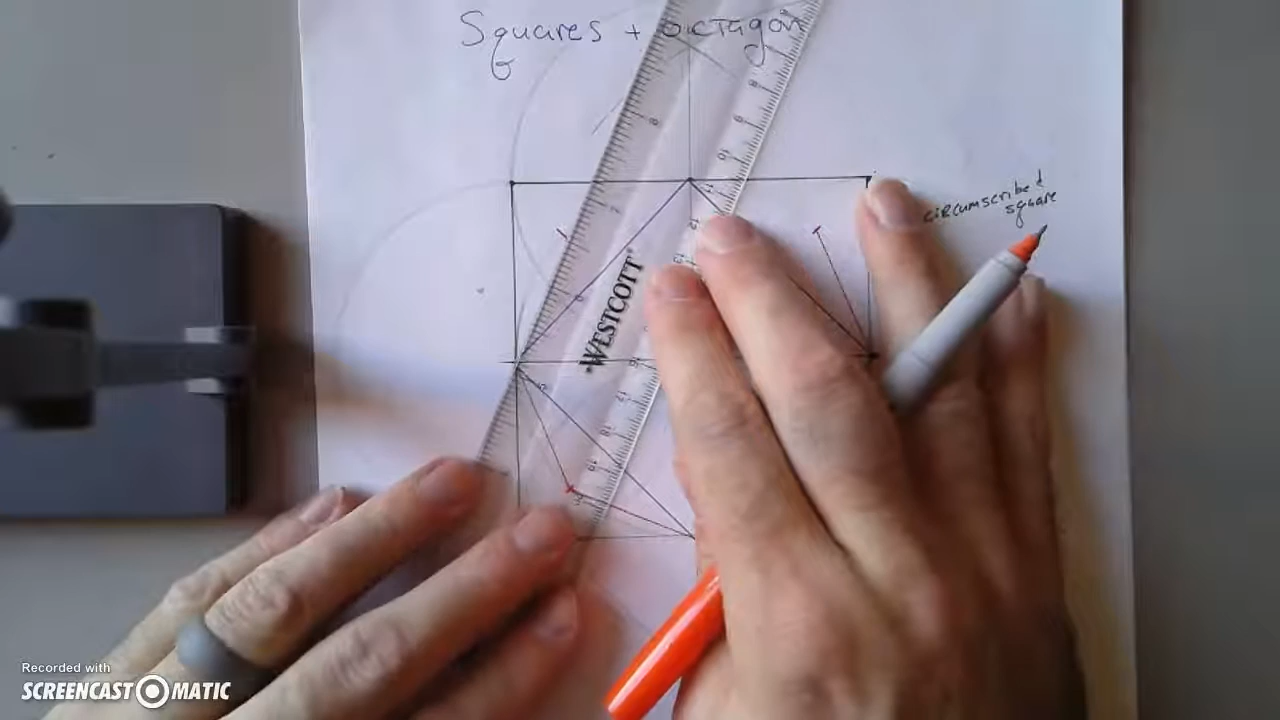 Squares + octagon
circumscribed
square
WESTCOTT
Recorded with
SCREENCAST MATIC